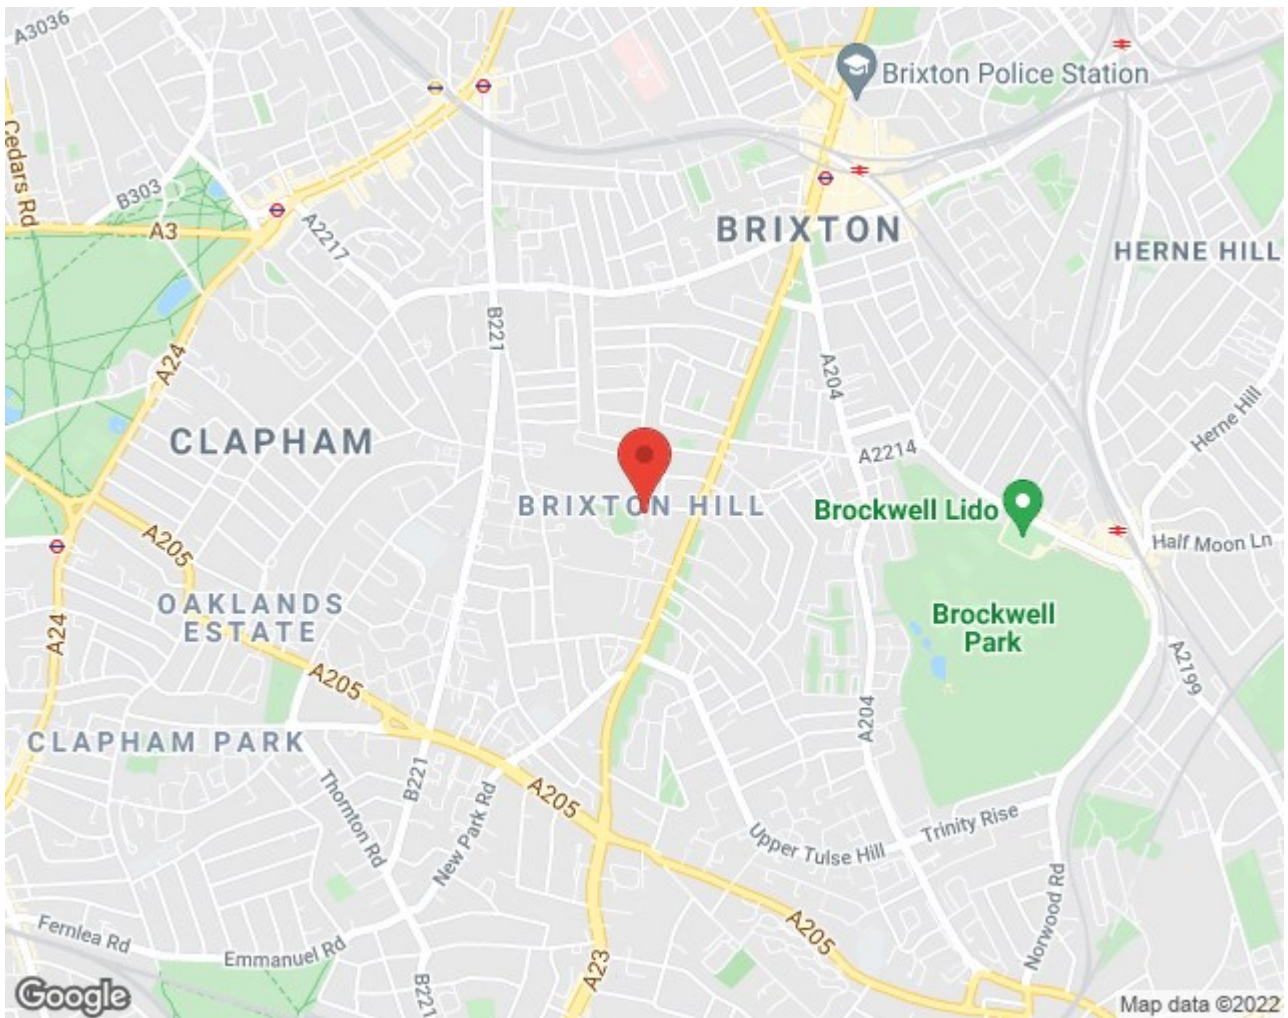 A3036
Brixton Police Station
Cedars Rd
B303
A3
A2217
BRIXTON
HERNE HILL
B221
A24
A204
CLAPHAM
Herne Hill
A2214
BRIXTON HILL
Brockwell Lido
A205
Half Moon Ln
OAKLANDS
ESTATE
Brockwell
Park
A24
A205
A2199
A204
CLAPHAM PARK
B221
Thornton Rd
New Park Rd
A205
Trinity Rise
Upper Tulse Hill
Norwood Rd
A205
Fernlea Rd
Emmanuel Rd
A23
B221
Google
Map data ©2022